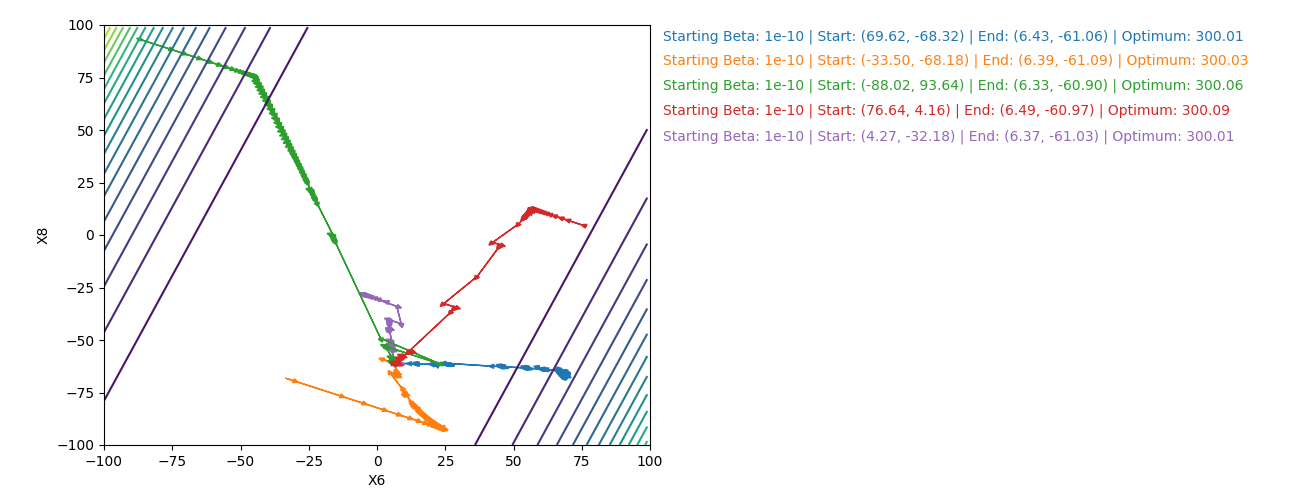 100
75
50
25
0
−25
−50
−75
−100
−100
−75
−50
−25
0
25
50
75
100
X6
X8
Starting Beta: 1e-10 | Start: (69.62, -68.32) | End: (6.43, -61.06) | Optimum: 300.01
Starting Beta: 1e-10 | Start: (-33.50, -68.18) | End: (6.39, -61.09) | Optimum: 300.03
Starting Beta: 1e-10 | Start: (-88.02, 93.64) | End: (6.33, -60.90) | Optimum: 300.06
Starting Beta: 1e-10 | Start: (76.64, 4.16) | End: (6.49, -60.97) | Optimum: 300.09
Starting Beta: 1e-10 | Start: (4.27, -32.18) | End: (6.37, -61.03) | Optimum: 300.01